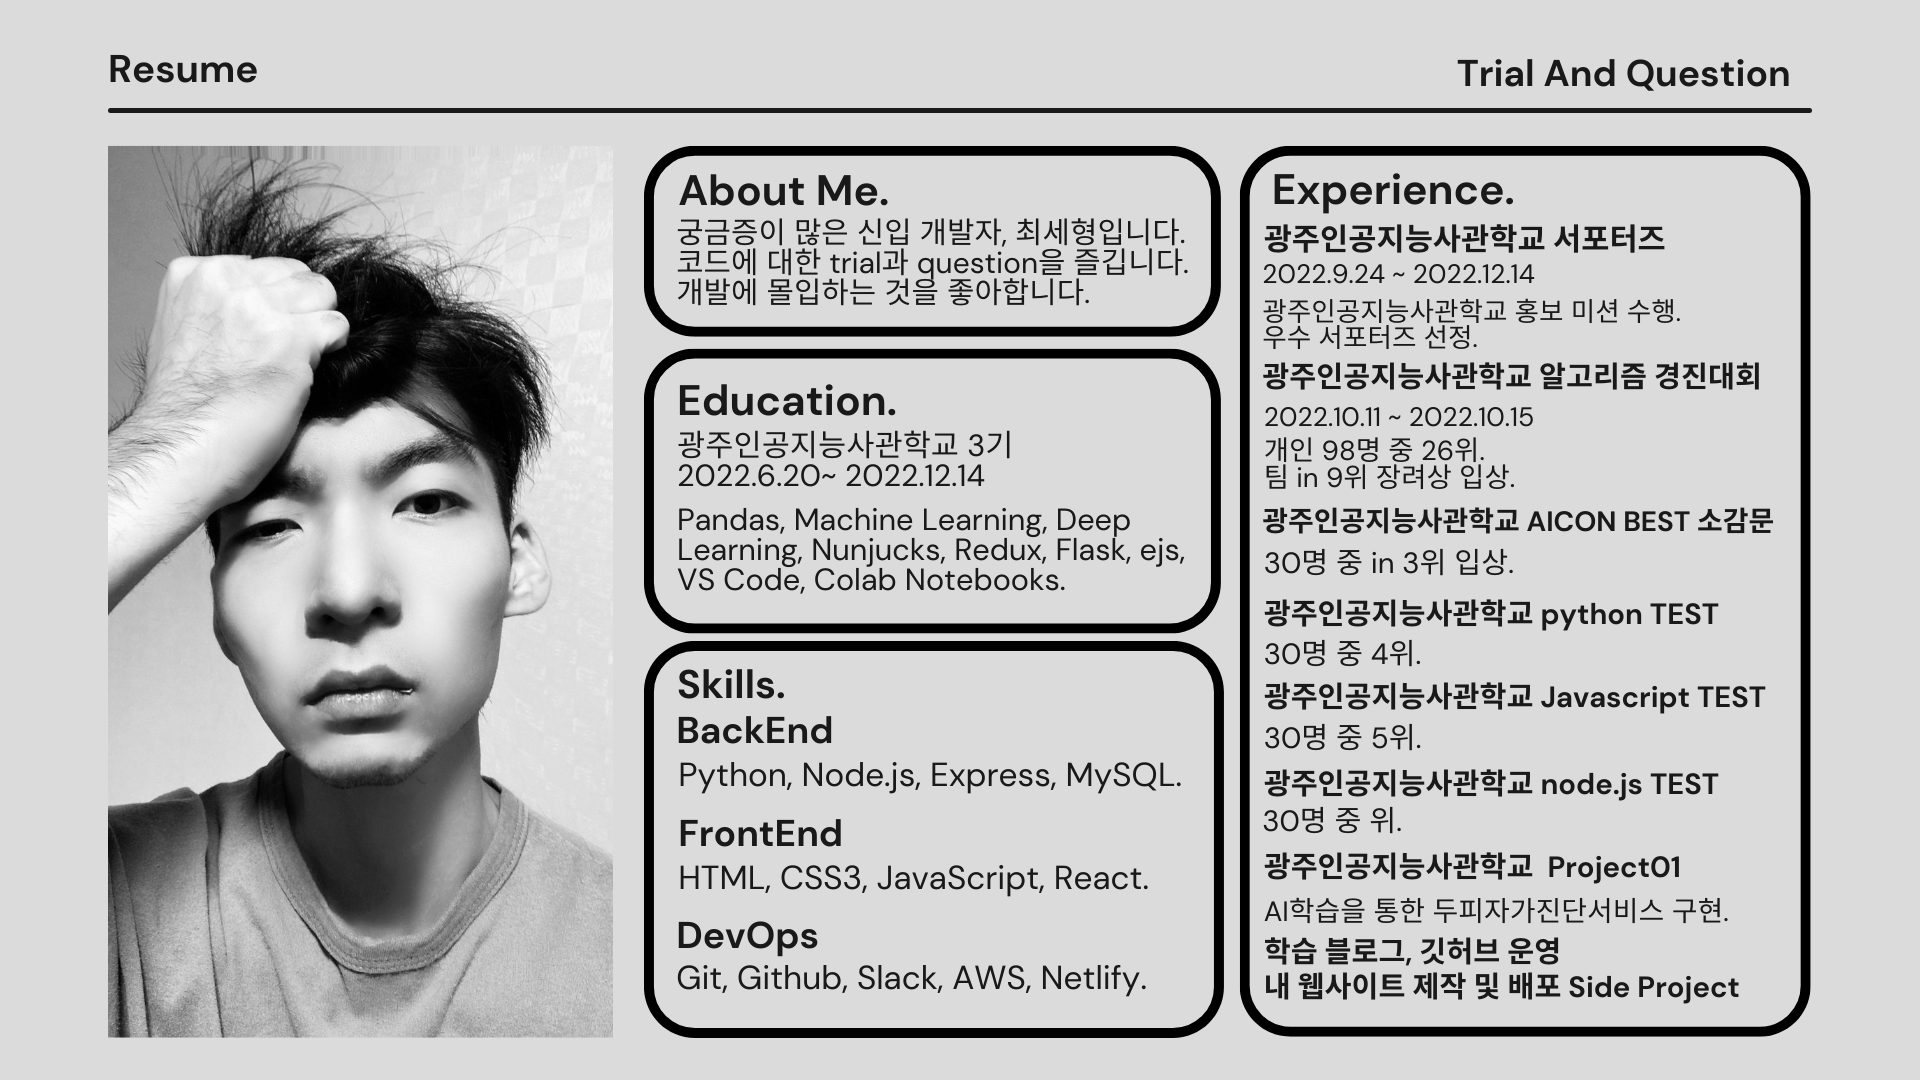 Resume
Trial And Question
About Me.
궁금증이 많은 신입 개발자, 최세형입니다.
코드에 대한 trial과 question을 즐깁니다.
개발에 몰입하는 것을 좋아합니다.
Education.
광주인공지능사관학교 3기
2022.6.20~ 2022.12.14
Pandas, Machine Learning, Deep
Learning, Nunjucks, Redux, Flask, ejs,
VS Code, Colab Notebooks.
Skills.
BackEnd
Python, Node.js, Express, MySQL.
FrontEnd
HTML, CSS3, JavaScript, React.
DevOps
Git, Github, Slack, AWS, Netlify.
Experience.
광주인공지능사관학교 서포터즈
2022.9.24 ~ 2022.12.14
광주인공지능사관학교 홍보 미션 수행.
우수 서포터즈 선정.
광주인공지능사관학교 알고리즘 경진대회
2022.10.11 ~ 2022.10.15
개인 98명 중 26위.
팀 in 9위 장려상 입상.
광주인공지능사관학교 AICON BEST 소감문
30명 중 in 3위 입상.
광주인공지능사관학교 python TEST
30명 중 4위.
광주인공지능사관학교 Javascript TEST
30명 중 5위.
광주인공지능사관학교 node.js TEST
30명 중 위.
광주인공지능사관학교 Project01
AI학습을 통한 두피자가진단서비스 구현.
학습 블로그, 깃허브 운영
내 웹사이트 제작 및 배포 Side Project